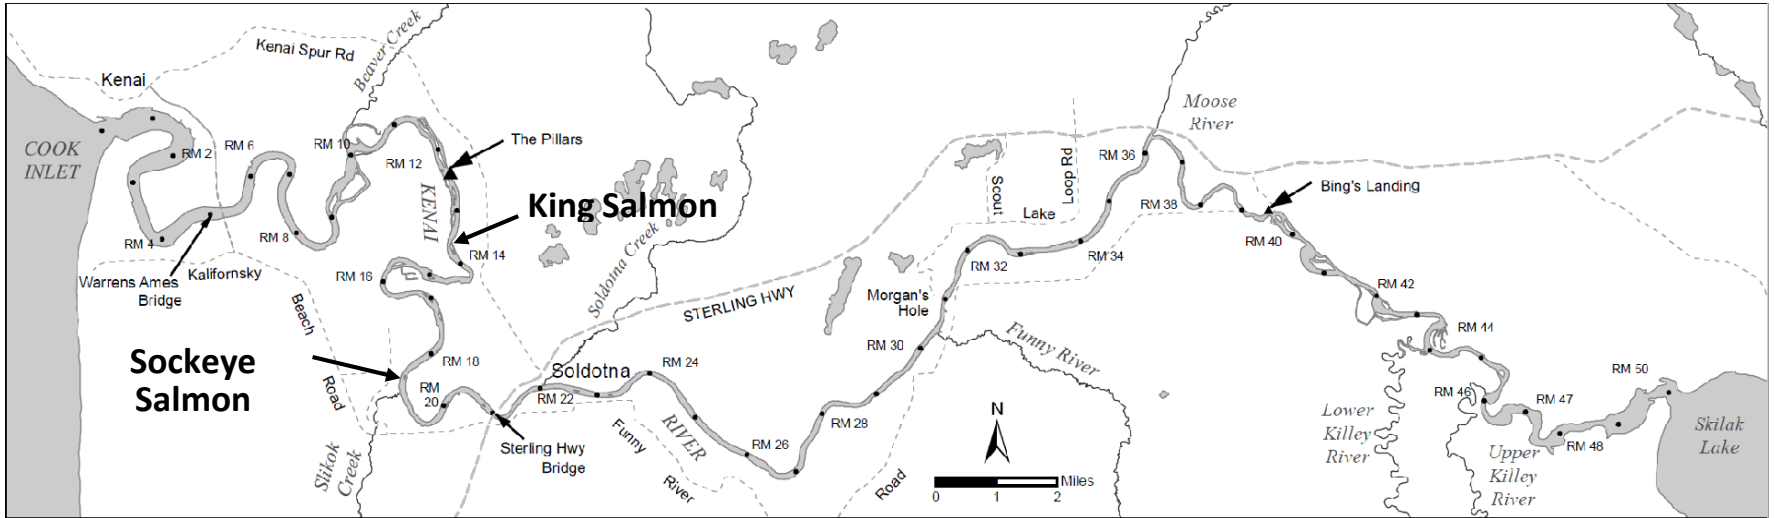 Kenai
Kenai Spur Rd
Beaver Creek
COOK
INLET
RM 2
RM 4
RM 6
RM 8
RM 10
RM 12
The Pillars
KENAI
King Salmon
RM 14
RM 16
Warrens Ames
Bridge
Kalifornsky
Beach
Road
Sockeye
Salmon
RM 18
RM
20
Slikok
Creek
Soldotna Creek
Soldotna
Sterling Hwy
Bridge
STERLING HWY
RM 22
RM 24
RIVER
Funny
River
Road
RM 26
RM 28
RM 30
Morgan's
Hole
Funny River
RM 32
RM 34
Scout
Lake
Loop Rd
RM 36
Moose
River
RM 38
Bing's Landing
RM 40
RM 42
RM 44
RM 46
RM 47
RM 48
RM 50
Lower
Killey
River
Upper
Killey
River
Skilak
Lake
N
0
1
2
Miles